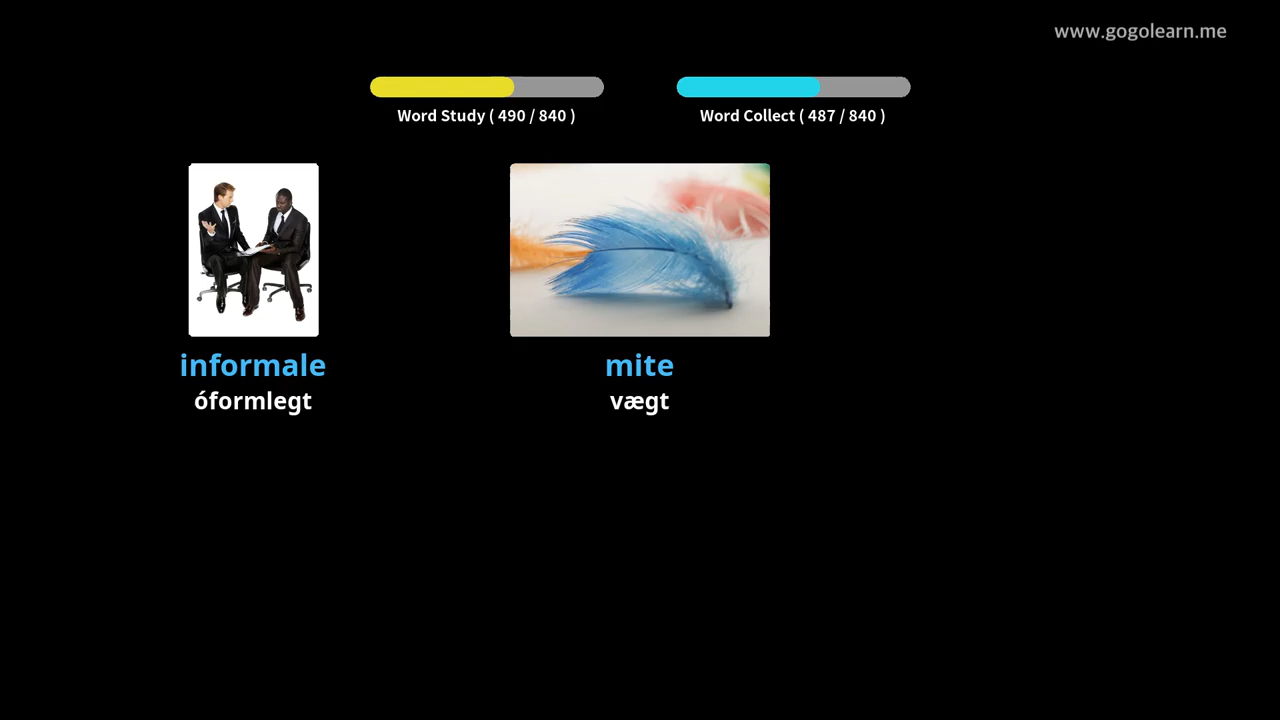 www.gogolearn.me
Word Study ( 490 / 840 )
Word Collect ( 487 / 840 )
informale
óformlegt
mite
vægt